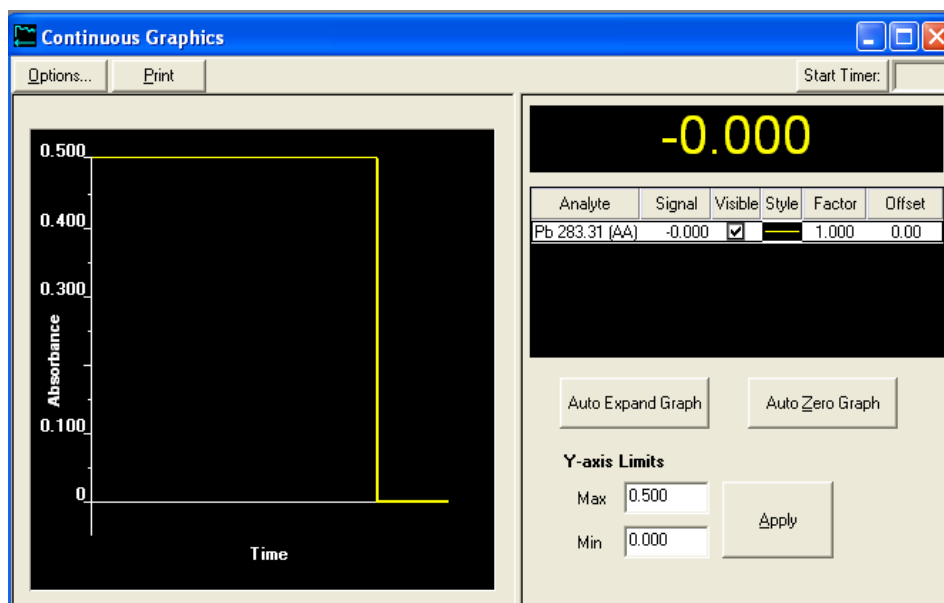 Continuous Graphics
Options... Print Start Timer:
0.500
0.400
0.300
0.100
0
Absorbance
Time
-0.000
Analyte Signal Visible Style Factor Offset
Pb 283.31 (AA) -0.000 1.000 0.00
Auto Expand Graph Auto Zero Graph
Y-axis Limits
Max 0.500
Min 0.000
Apply